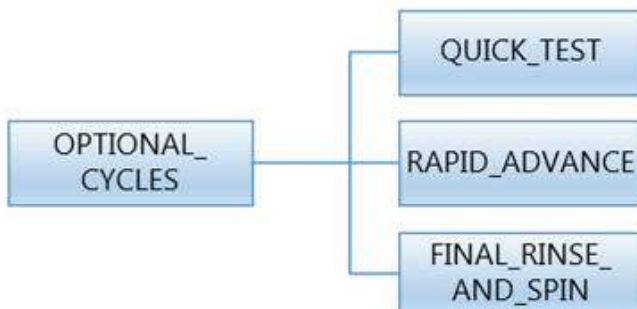 QUICK_TEST
OPTIONAL_
CYCLES
RAPID_ADVANCE
FINAL_RINSE_
AND_SPIN